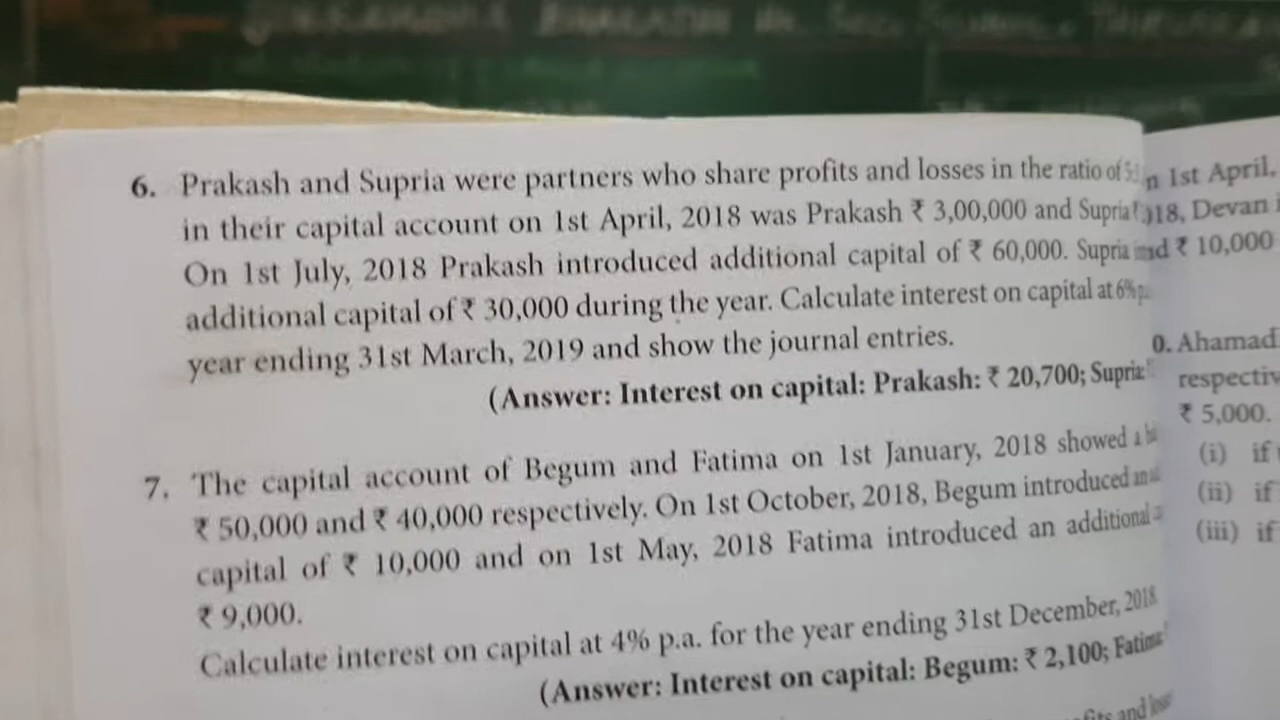 6. Prakash and Supria were partners who share profits and losses in the ratio of
in their capital account on 1st April, 2018 was Prakash ₹ 3,00,000 and Supria
On 1st July, 2018 Prakash introduced additional capital of ₹ 60,000. Supria
additional capital of ₹ 30,000 during the year. Calculate interest on capital at 6%
year ending 31st March, 2019 and show the journal entries.
(Answer: Interest on capital: Prakash: ₹ 20,700; Supria:
7. The capital account of Begum and Fatima on 1st January, 2018 showed a
₹ 50,000 and ₹ 40,000 respectively. On 1st October, 2018, Begum introduced
capital of ₹ 10,000 and on 1st May, 2018 Fatima introduced an additional
₹ 9,000.
Calculate interest on capital at 4% p.a. for the year ending 31st December, 2018.
(Answer: Interest on capital: Begum: ₹ 2,100; Fatima:
n 1st April,
18, Devan
₹ 10,000
0. Ahamad
respectiv
₹ 5,000.
(i) if
(ii) if
(iii) if